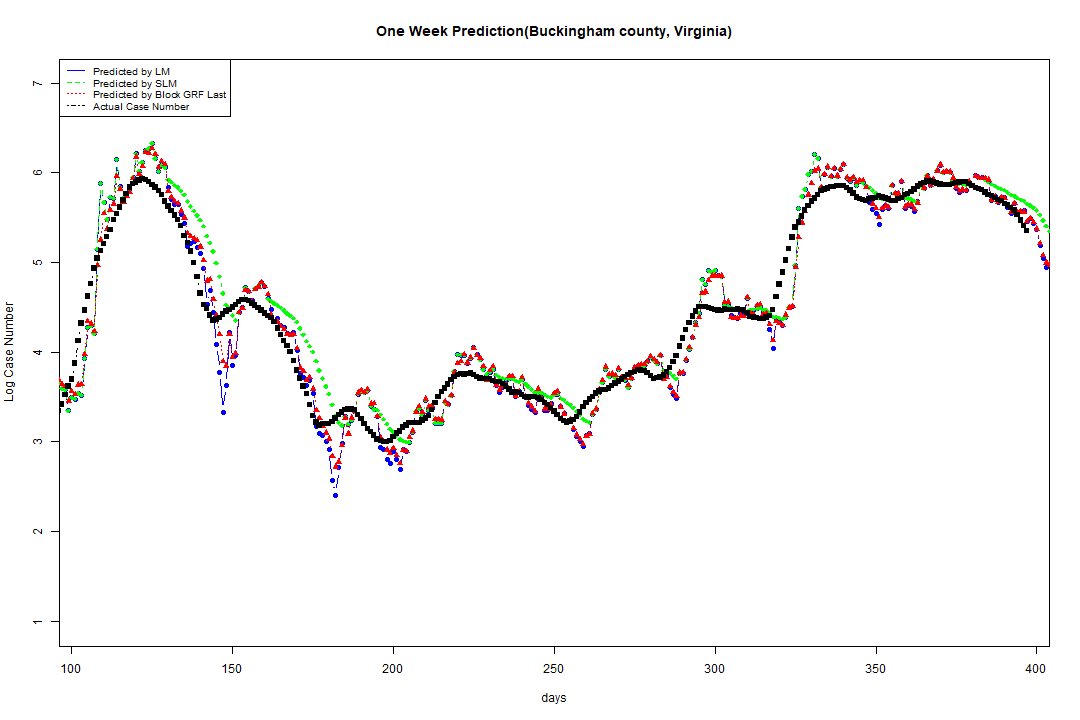 One Week Prediction(Buckingham county, Virginia)
Predicted by LM
Predicted by SLM
Predicted by Block GRF Last
Actual Case Number
Log Case Number
7
6
5
4
3
2
1
100 150 200 250 300 350 400
days